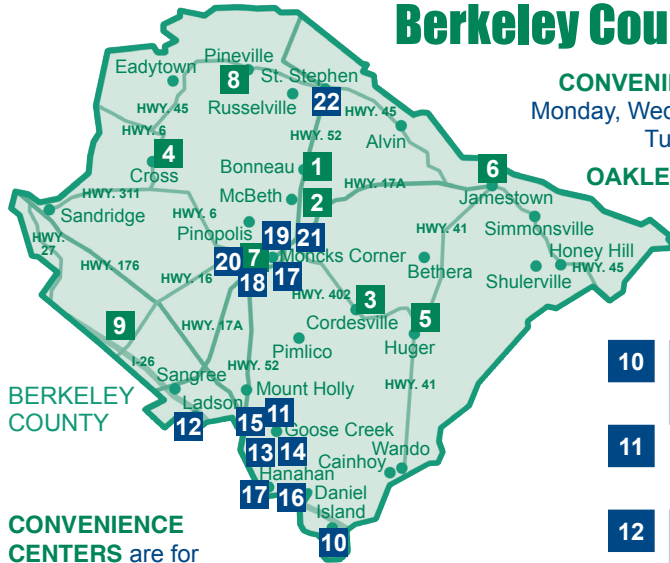 Berkeley Cou
CONVENIE
Monday, Wed
Tu
OAKLE
Pineville
Eadytown
8
St. Stephen
Russelville
22
HWY. 45
HWY. 45
HWY. 6
HWY. 52
Alvin
4
Cross
Bonneau
1
6
HWY. 17A
HWY. 311
McBeth
2
Jamestown
Sandridge
HWY. 6
Simmonsville
Pinopolis
19
21
HWY. 41
HWY. 27
Honey Hill
HWY. 176
20
7
Moncks Corner
Bethera
HWY. 45
HWY. 16
18
17
Shulerville
HWY. 402
3
9
Cordesville
5
HWY. 17A
Pimlico
Huger
I-26
HWY. 52
10
Sangree
HWY. 41
BERKELEY
COUNTY
Mount Holly
Ladson
12
15
11
Goose Creek
11
13
14
Wando
Cainhoy
Hanahan
17
16
Daniel
Island
CONVENIENCE
10
12
CENTERS are for